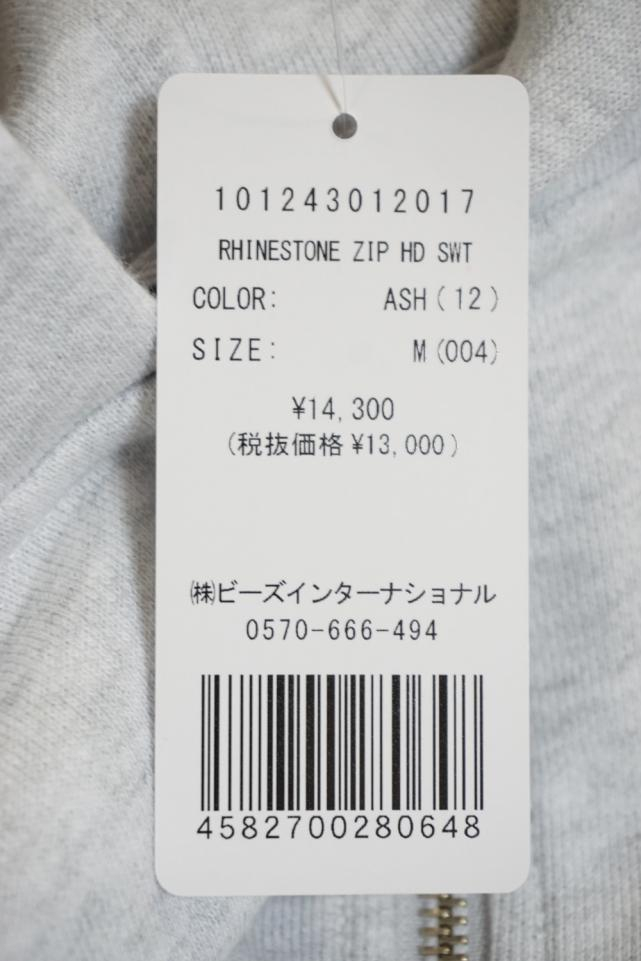 101243012017
RHINESTONE ZIP HD SWT
COLOR: ASH(12)
SIZE: M(004)
¥14,300
(税抜価格¥13,000)
㈱ビーズインターナショナル
0570-666-494
4582700280648